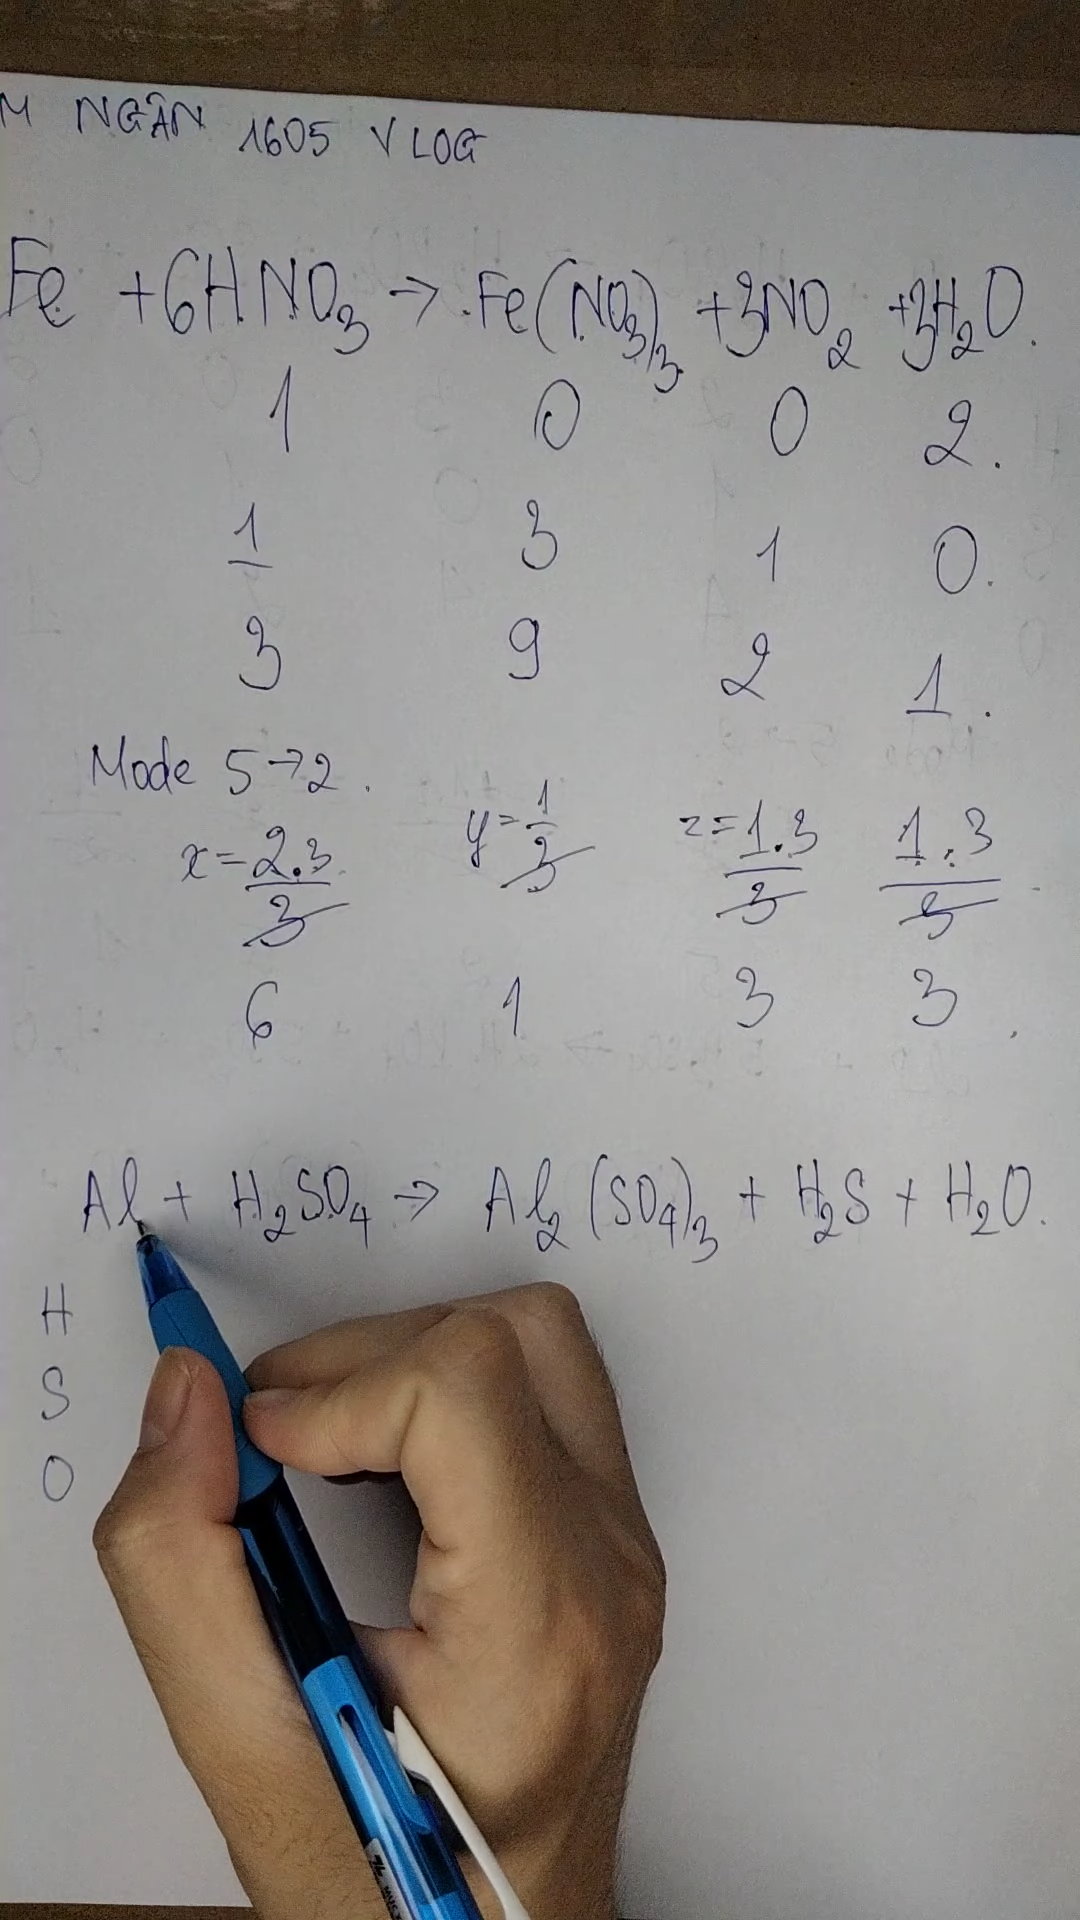 M NGÂN 1605 VLOG
Fe + 6HNO₃ → Fe(NO₃)₃ + 3NO₂ + 3H₂O.
1 0 0 2.
1 3 1 0.
3 9 2 1.
Mode 5→2.
x = 2.3/3 y = 1/3 z = 1.3/3 1.3/3
6 1 3 3.
Al + H₂SO₄ → Al₂(SO₄)₃ + H₂S + H₂O.
H
S
O